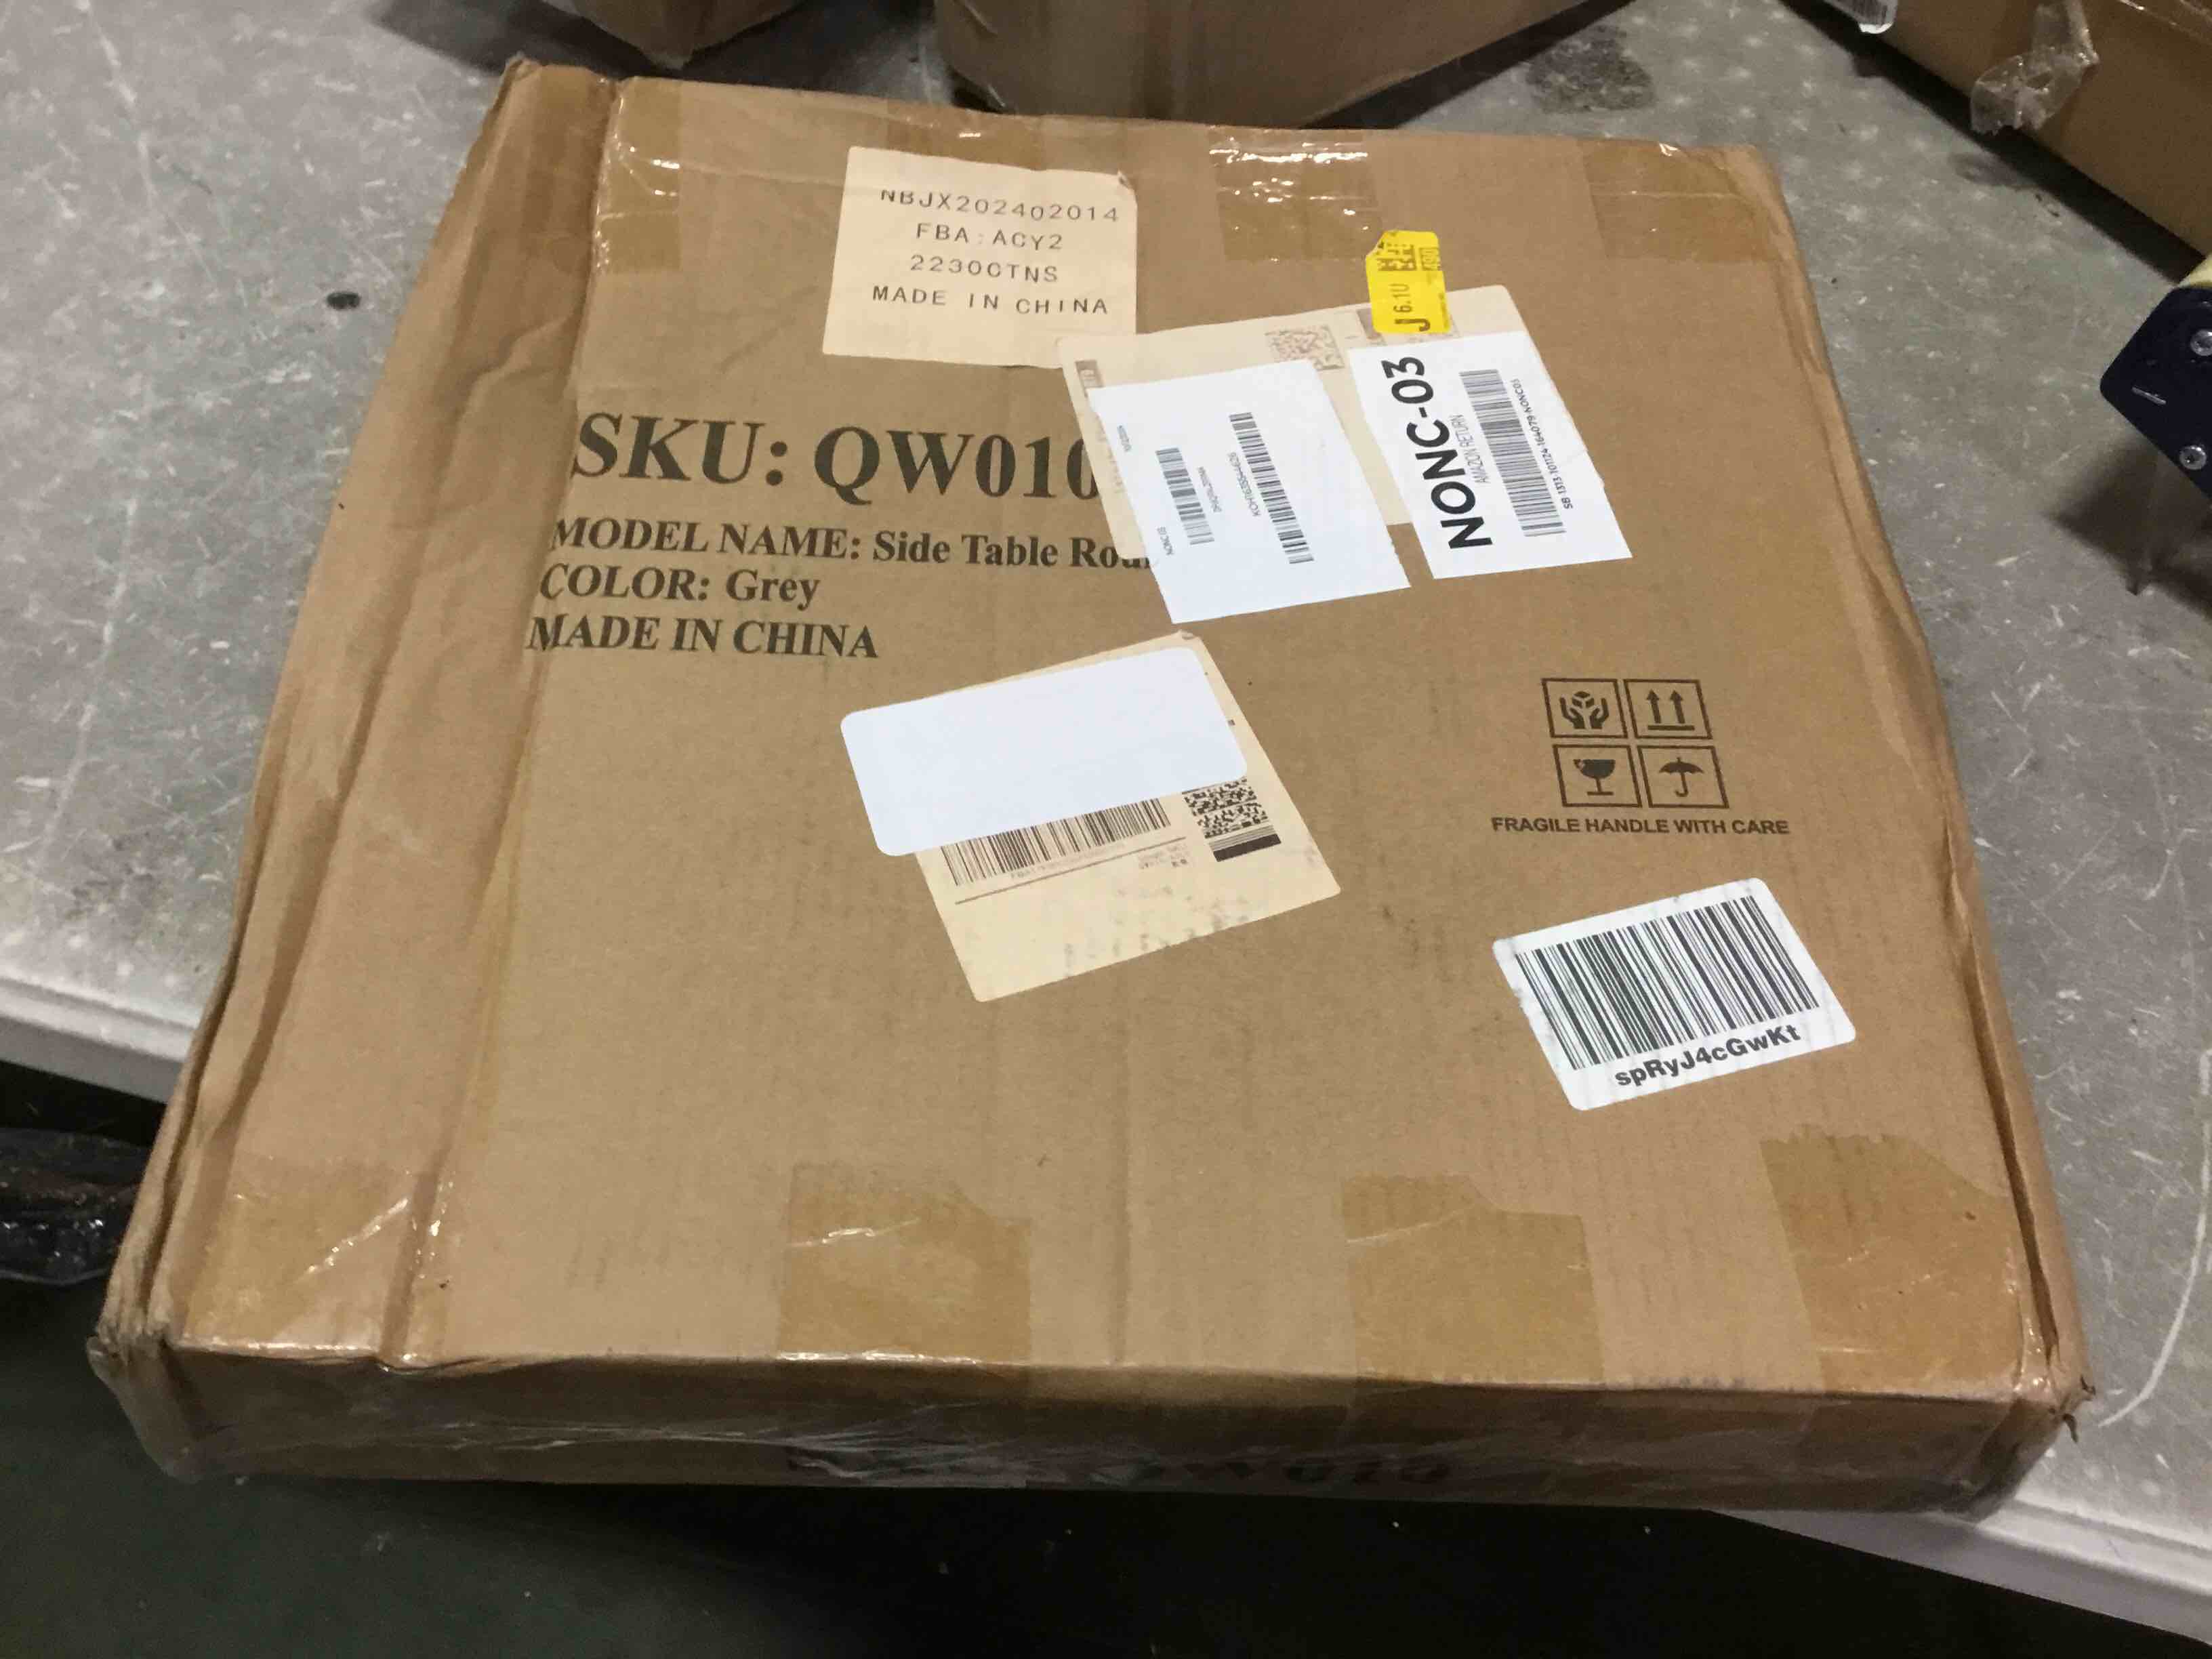 NBJX202402014
FBA:ACY2
2230CTNS
MADE IN CHINA
J 6.1U
NONC-03
AMAZON RETURN
SKU: QW010
MODEL NAME: Side Table
COLOR: Grey
MADE IN CHINA
FRAGILE HANDLE WITH CARE
spRyJ4cGwKt